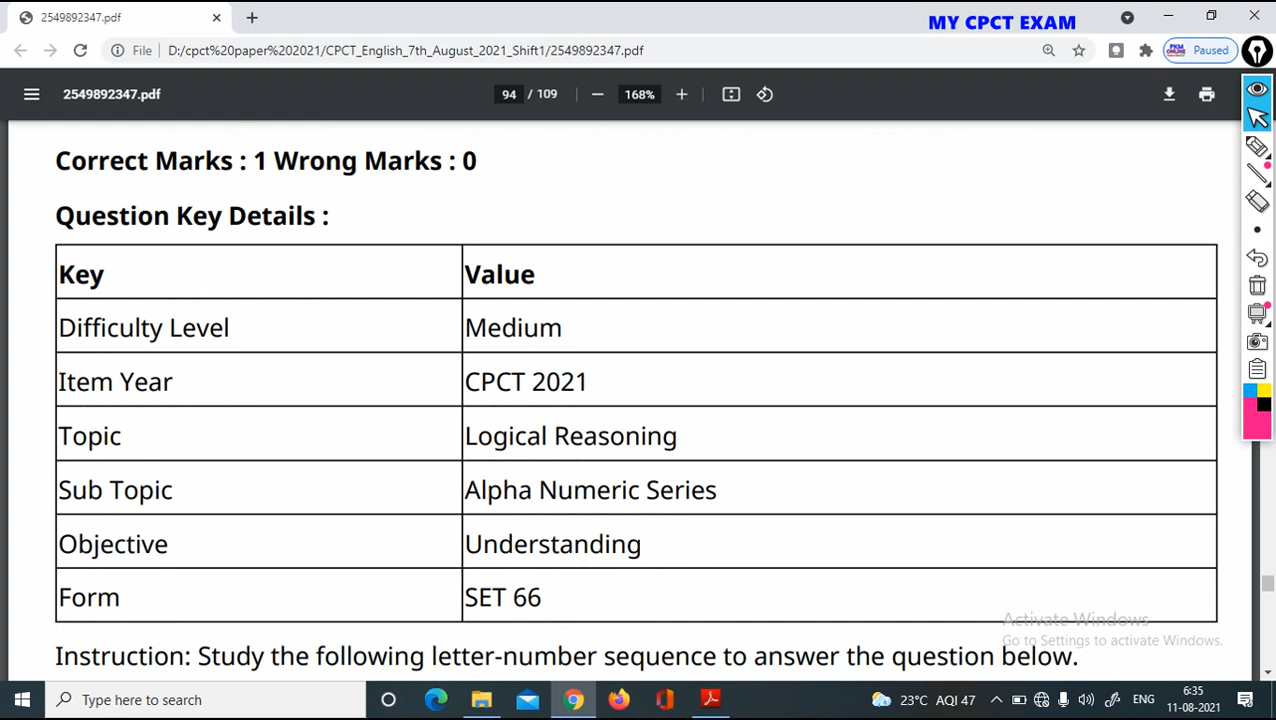 2549892347.pdf
MY CPCT EXAM
File D:/cpct%20paper%202021/CPCT_English_7th_August_2021_Shift1/2549892347.pdf
PKM ONLINE Paused
2549892347.pdf 94 / 109 168%
Correct Marks : 1 Wrong Marks : 0
Question Key Details :
Key Value
Difficulty Level Medium
Item Year CPCT 2021
Topic Logical Reasoning
Sub Topic Alpha Numeric Series
Objective Understanding
Form SET 66
Activate Windows
Go to Settings to activate Windows.
Instruction: Study the following letter-number sequence to answer the question below.
Type here to search 23°C AQI 47 ENG 6:35
11-08-2021